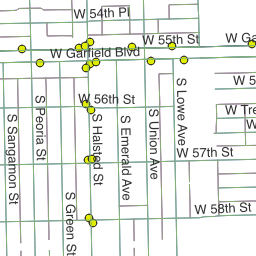 W 54th Pl
W 55th St
W Ga
W Garfield Blvd
W 5
W 56th St
W Tre
W
W 57th St
W 58th St
S Sangamon St
S Peoria St
S Green St
S Halsted St
S Emerald Ave
S Union Ave
S Lowe Ave